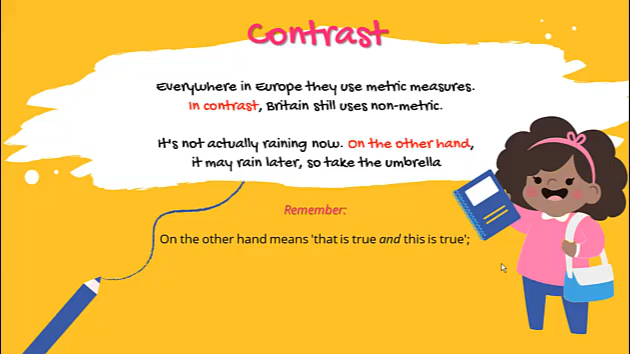 Contrast
Everywhere in Europe they use metric measures.
In contrast, Britain still uses non-metric.
It's not actually raining now. On the other hand,
it may rain later, so take the umbrella
Remember:
On the other hand means 'that is true and this is true';